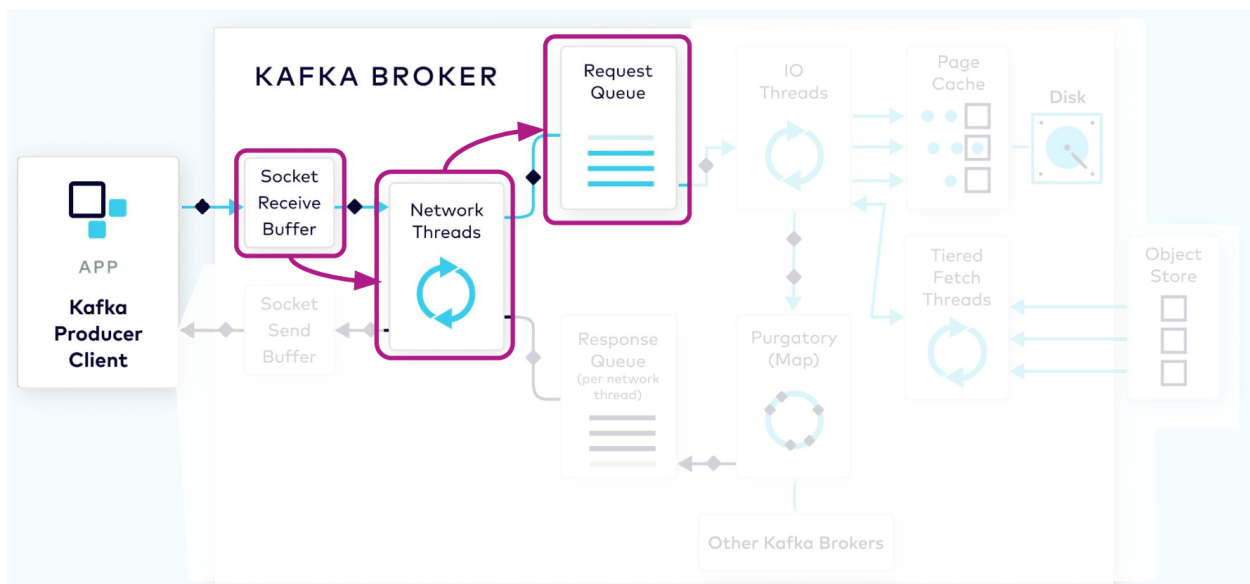 KAFKA BROKER
Request
Queue
IO
Threads
Page
Cache
Disk
Socket
Receive
Buffer
Network
Threads
APP
Kafka
Producer
Client
Socket
Send
Buffer
Response
Queue
(per network
thread)
Purgatory
(Map)
Tiered
Fetch
Threads
Object
Store
Other Kafka Brokers